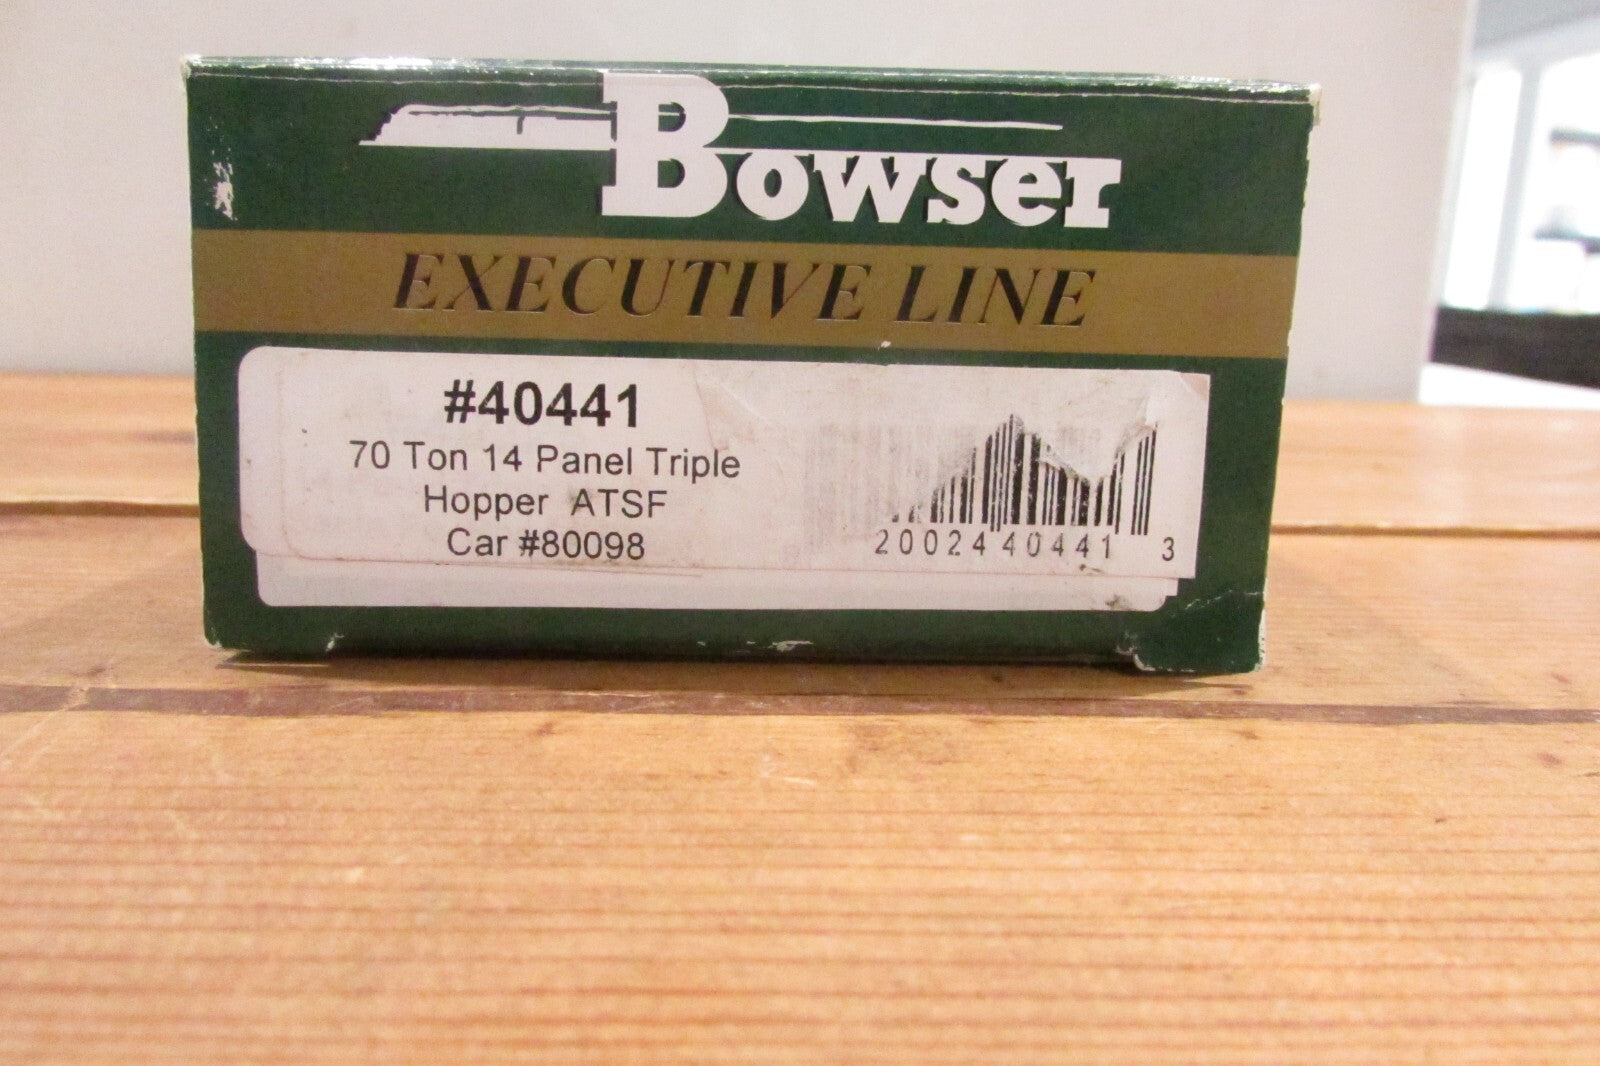 Bowser
EXECUTIVE LINE
#40441
70 Ton 14 Panel Triple
Hopper ATSF
Car #80098
20024 40441 3